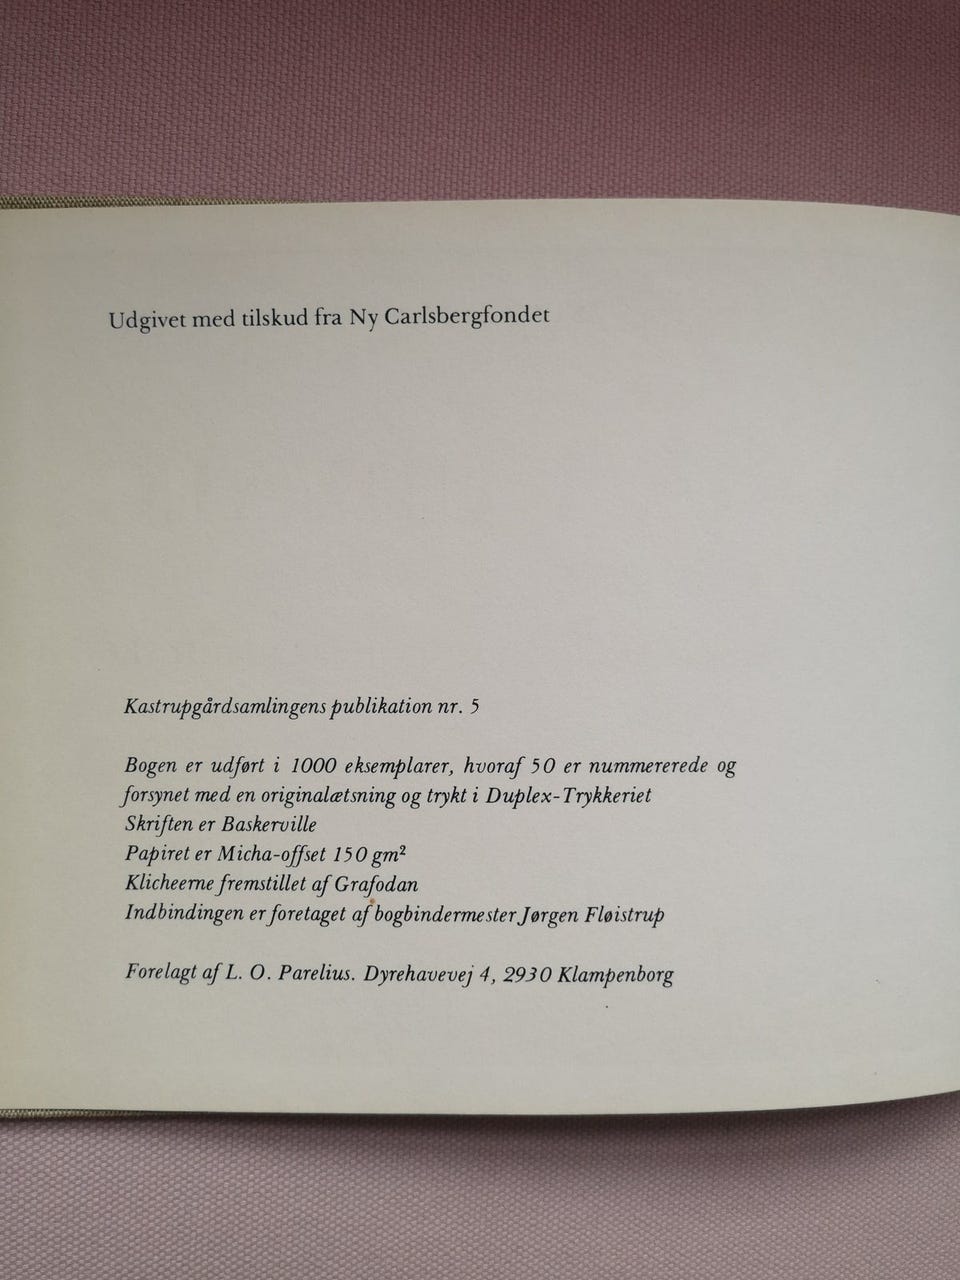 Udgivet med tilskud fra Ny Carlsbergfondet
Kastrupgårdsamlingens publikation nr. 5
Bogen er udført i 1000 eksemplarer, hvoraf 50 er nummererede og
forsynet med en originalætsning og trykt i Duplex-Trykkeriet
Skriften er Baskerville
Papiret er Micha-offset 150 gm²
Klicheerne fremstillet af Grafodan
Indbindingen er foretaget af bogbindermester Jørgen Fløistrup
Forelagt af L. O. Parelius. Dyrehavevej 4, 2930 Klampenborg